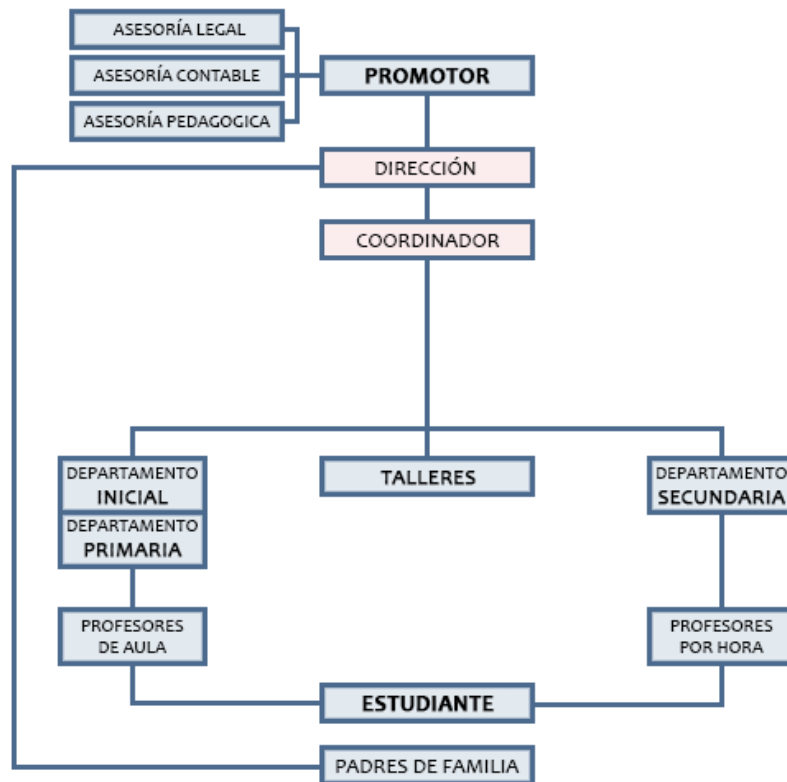 ASESORÍA LEGAL
ASESORÍA CONTABLE
ASESORÍA PEDAGOGICA
PROMOTOR
DIRECCIÓN
COORDINADOR
DEPARTAMENTO
INICIAL
DEPARTAMENTO
PRIMARIA
TALLERES
DEPARTAMENTO
SECUNDARIA
PROFESORES
DE AULA
PROFESORES
POR HORA
ESTUDIANTE
PADRES DE FAMILIA